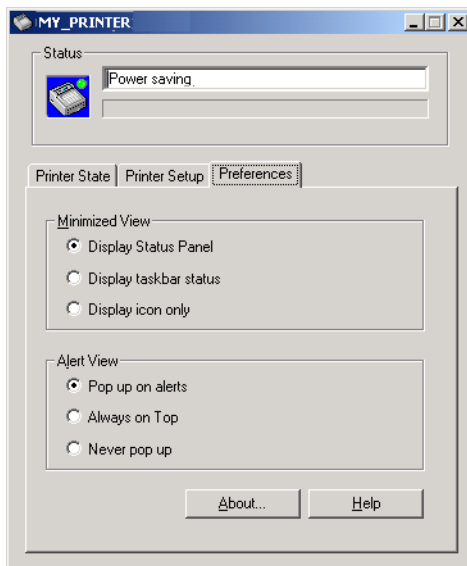 MY_PRINTER
Status
Power saving
Printer State Printer Setup Preferences
Minimized View
Display Status Panel
Display taskbar status
Display icon only
Alert View
Pop up on alerts
Always on Top
Never pop up
About... Help